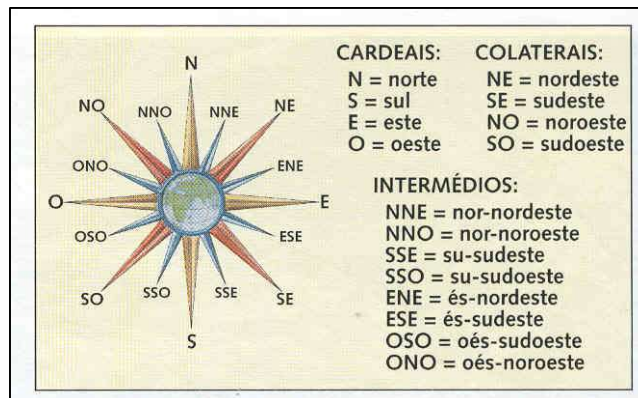 N
NO
NNO
NNE
NE
ONO
ENE
O
E
OSO
ESE
SO
SSO
SSE
SE
S
CARDEAIS:
N = norte
S = sul
E = este
O = oeste
COLATERAIS:
NE = nordeste
SE = sudeste
NO = noroeste
SO = sudoeste
INTERMÉDIOS:
NNE = nor-nordeste
NNO = nor-noroeste
SSE = su-sudeste
SSO = su-sudoeste
ENE = és-nordeste
ESE = és-sudeste
OSO = oés-sudoeste
ONO = oés-noroeste